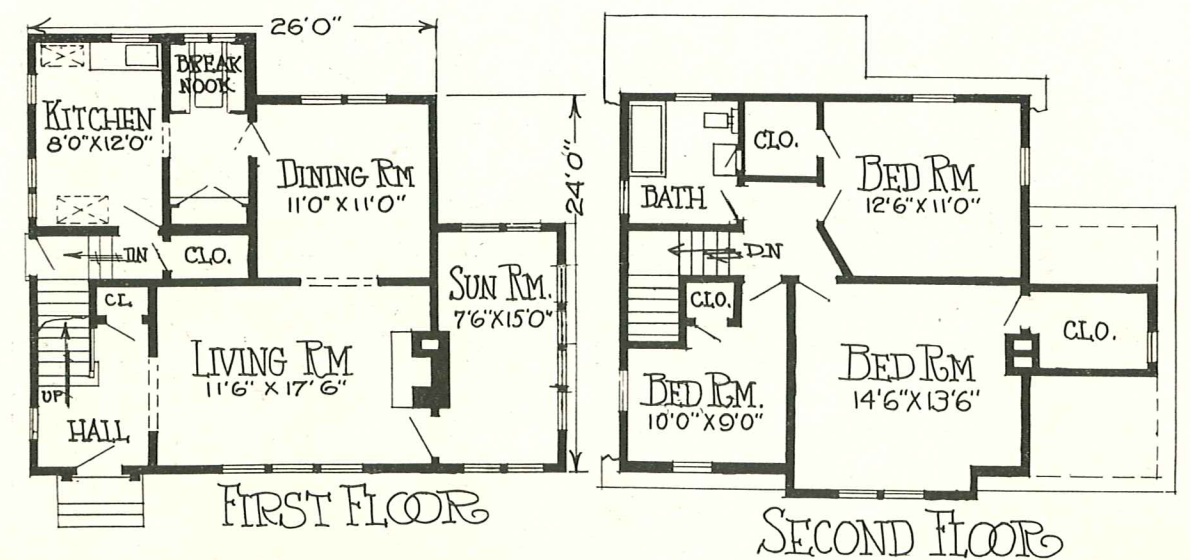 26'0"
BREAK
NOOK
KITCHEN
8'0"X12'0"
DINING RM
11'0" X 11'0"
24'0"
DN
CLO.
CL.
SUN RM.
7'6"X15'0"
LIVING RM
11'6" X 17'6"
UP
HALL
FIRST FLOOR
CLO.
BED RM
12'6" X 11'0"
BATH
DN
CLO.
CLO.
BED RM.
10'0"X9'0"
BED RM
14'6"X13'6"
SECOND FLOOR